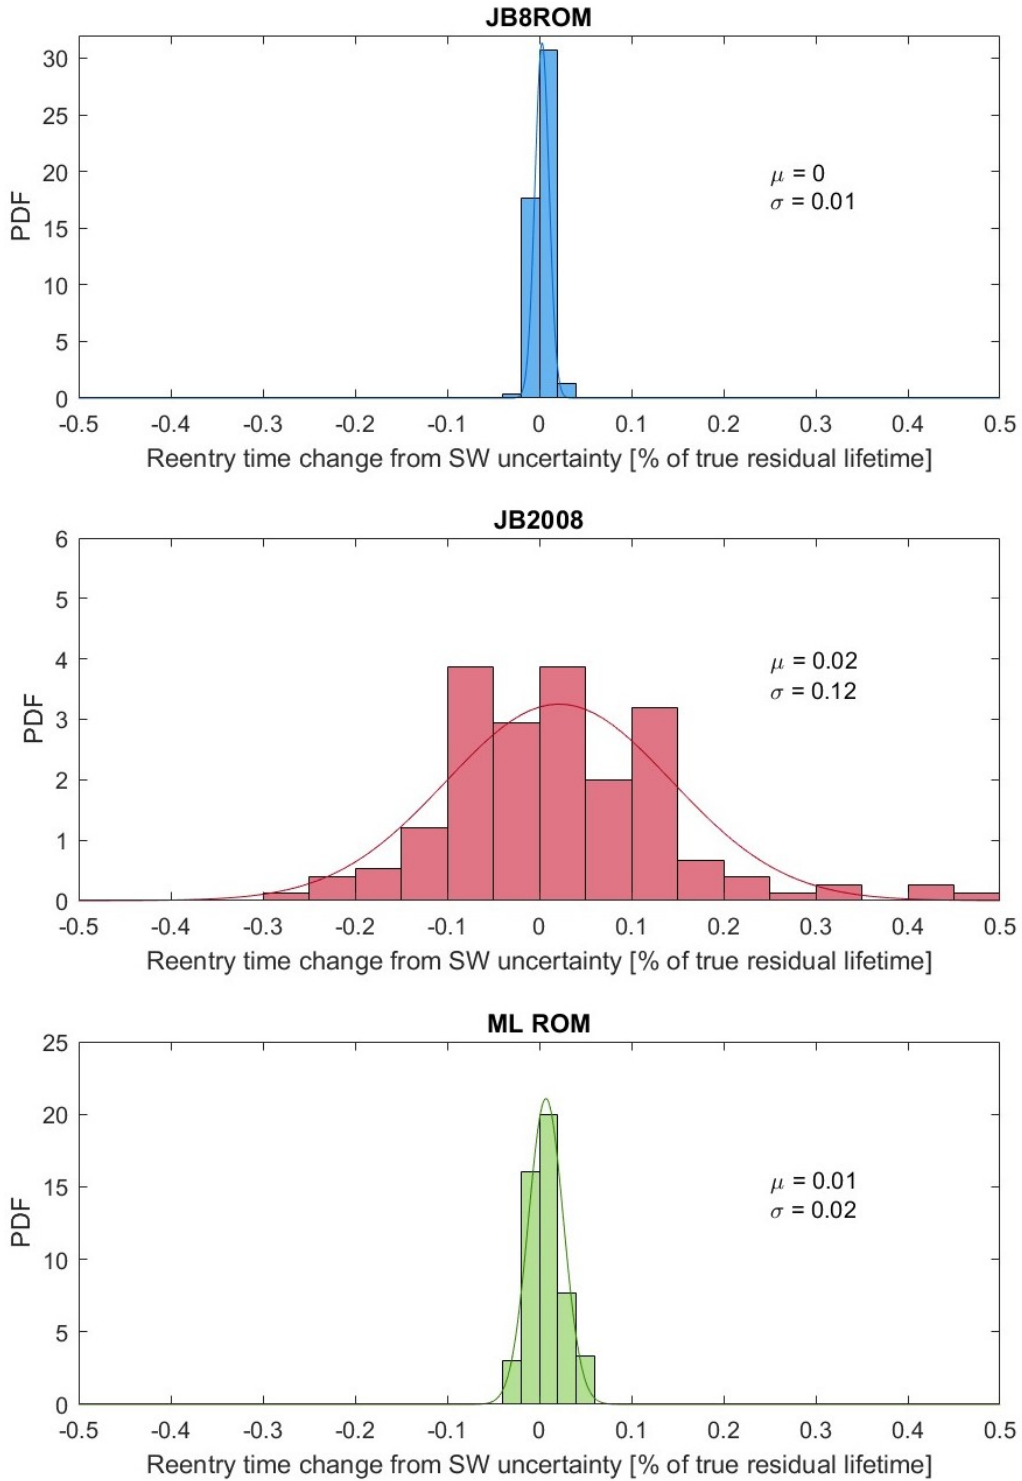 JB8ROM
30
25
20
15
10
5
0
PDF
μ = 0
σ = 0.01
-0.5 -0.4 -0.3 -0.2 -0.1 0 0.1 0.2 0.3 0.4 0.5
Reentry time change from SW uncertainty [% of true residual lifetime]
JB2008
6
5
4
3
2
1
0
PDF
μ = 0.02
σ = 0.12
-0.5 -0.4 -0.3 -0.2 -0.1 0 0.1 0.2 0.3 0.4 0.5
Reentry time change from SW uncertainty [% of true residual lifetime]
ML ROM
25
20
15
10
5
0
PDF
μ = 0.01
σ = 0.02
-0.5 -0.4 -0.3 -0.2 -0.1 0 0.1 0.2 0.3 0.4 0.5
Reentry time change from SW uncertainty [% of true residual lifetime]